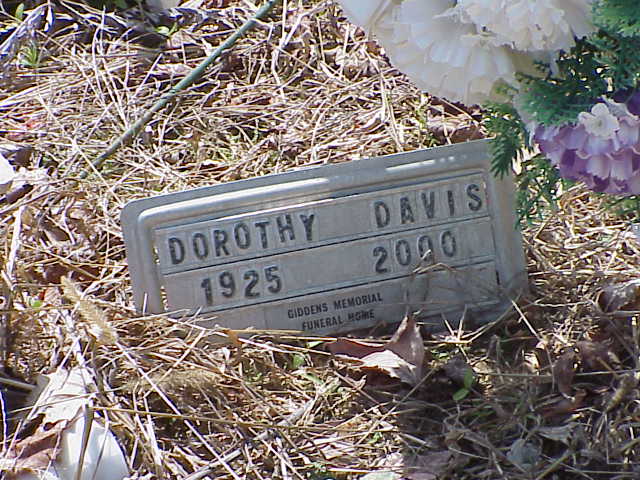 DOROTHY DAVIS
1925 2000
GIDDENS MEMORIAL
FUNERAL HOME